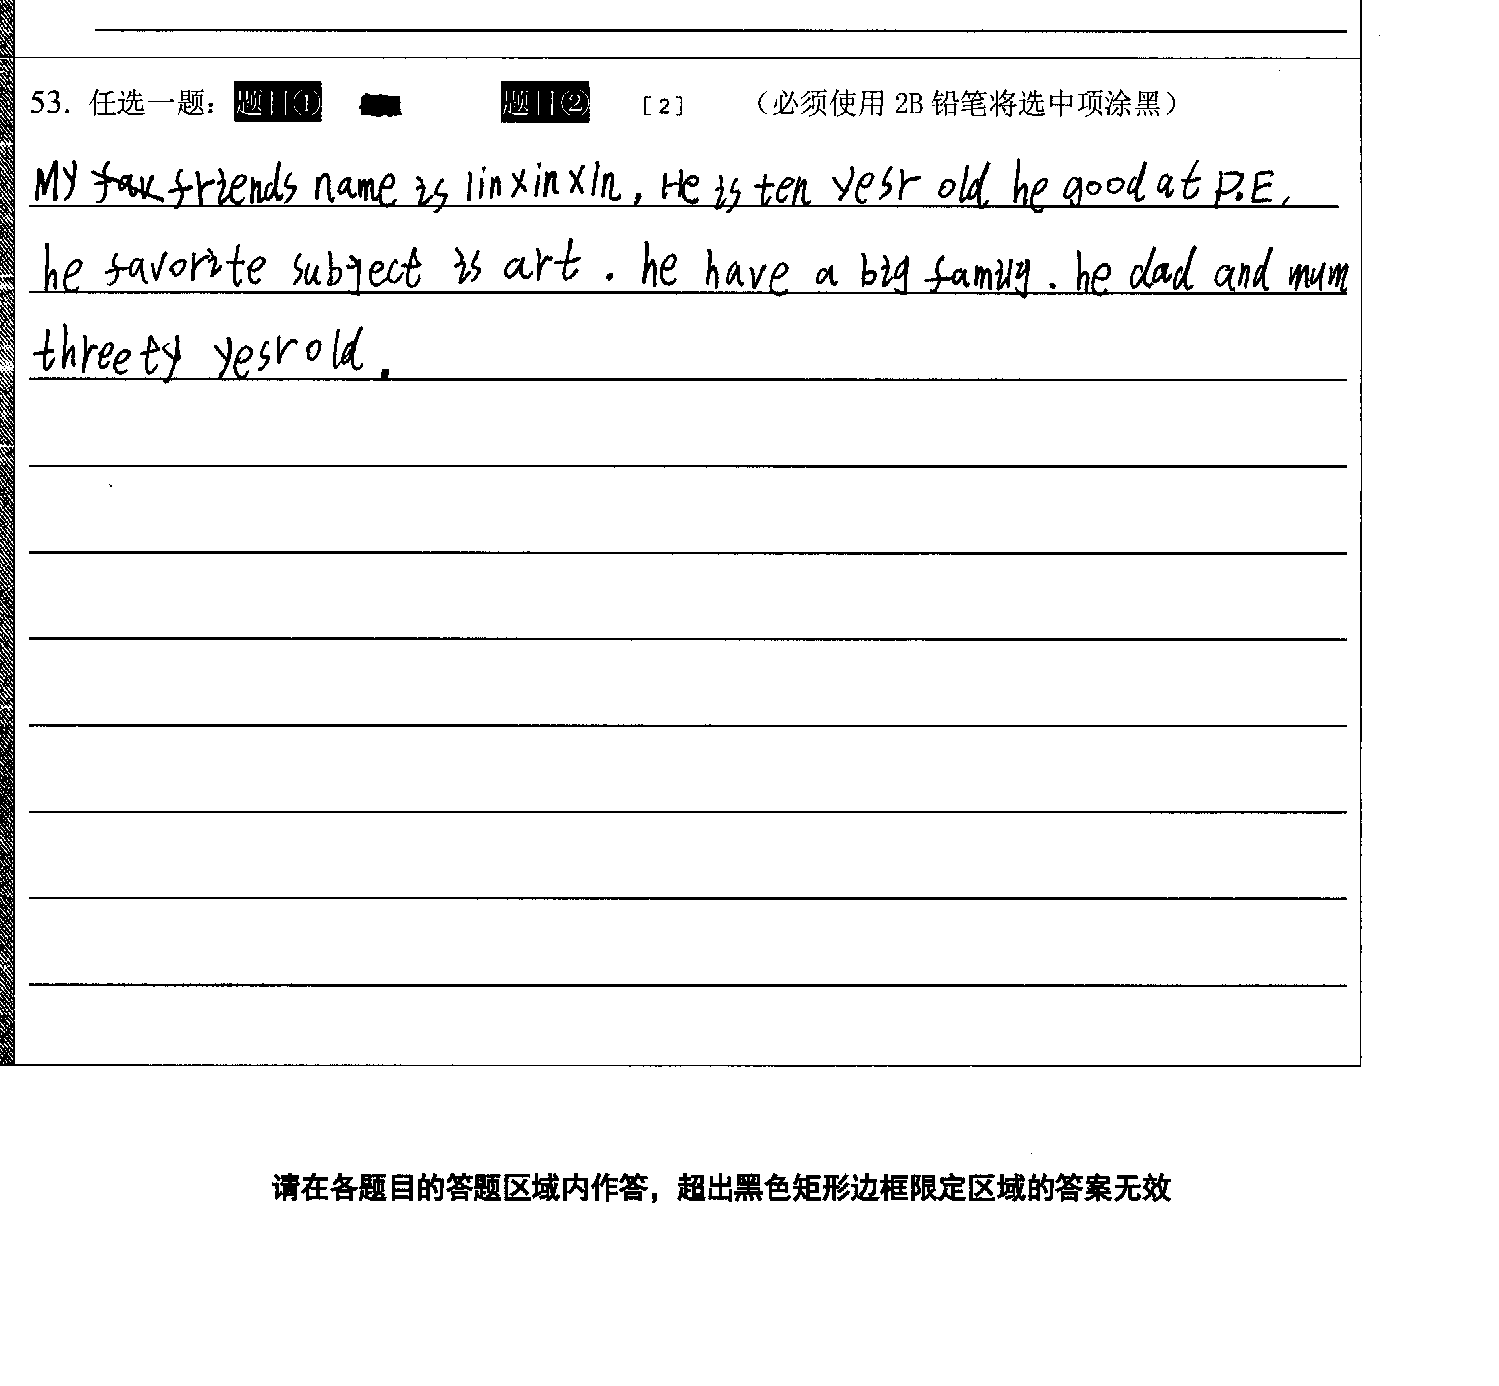 53. 任选一题： 题目① 题目② [2] （必须使用 2B 铅笔将选中项涂黑）
My friends name is linxinxin, He is ten yesr old he good at P.E,
he favorite subject is art . he have a big family . he dad and mum
threety yesr old .
请在各题目的答题区域内作答，超出黑色矩形边框限定区域的答案无效